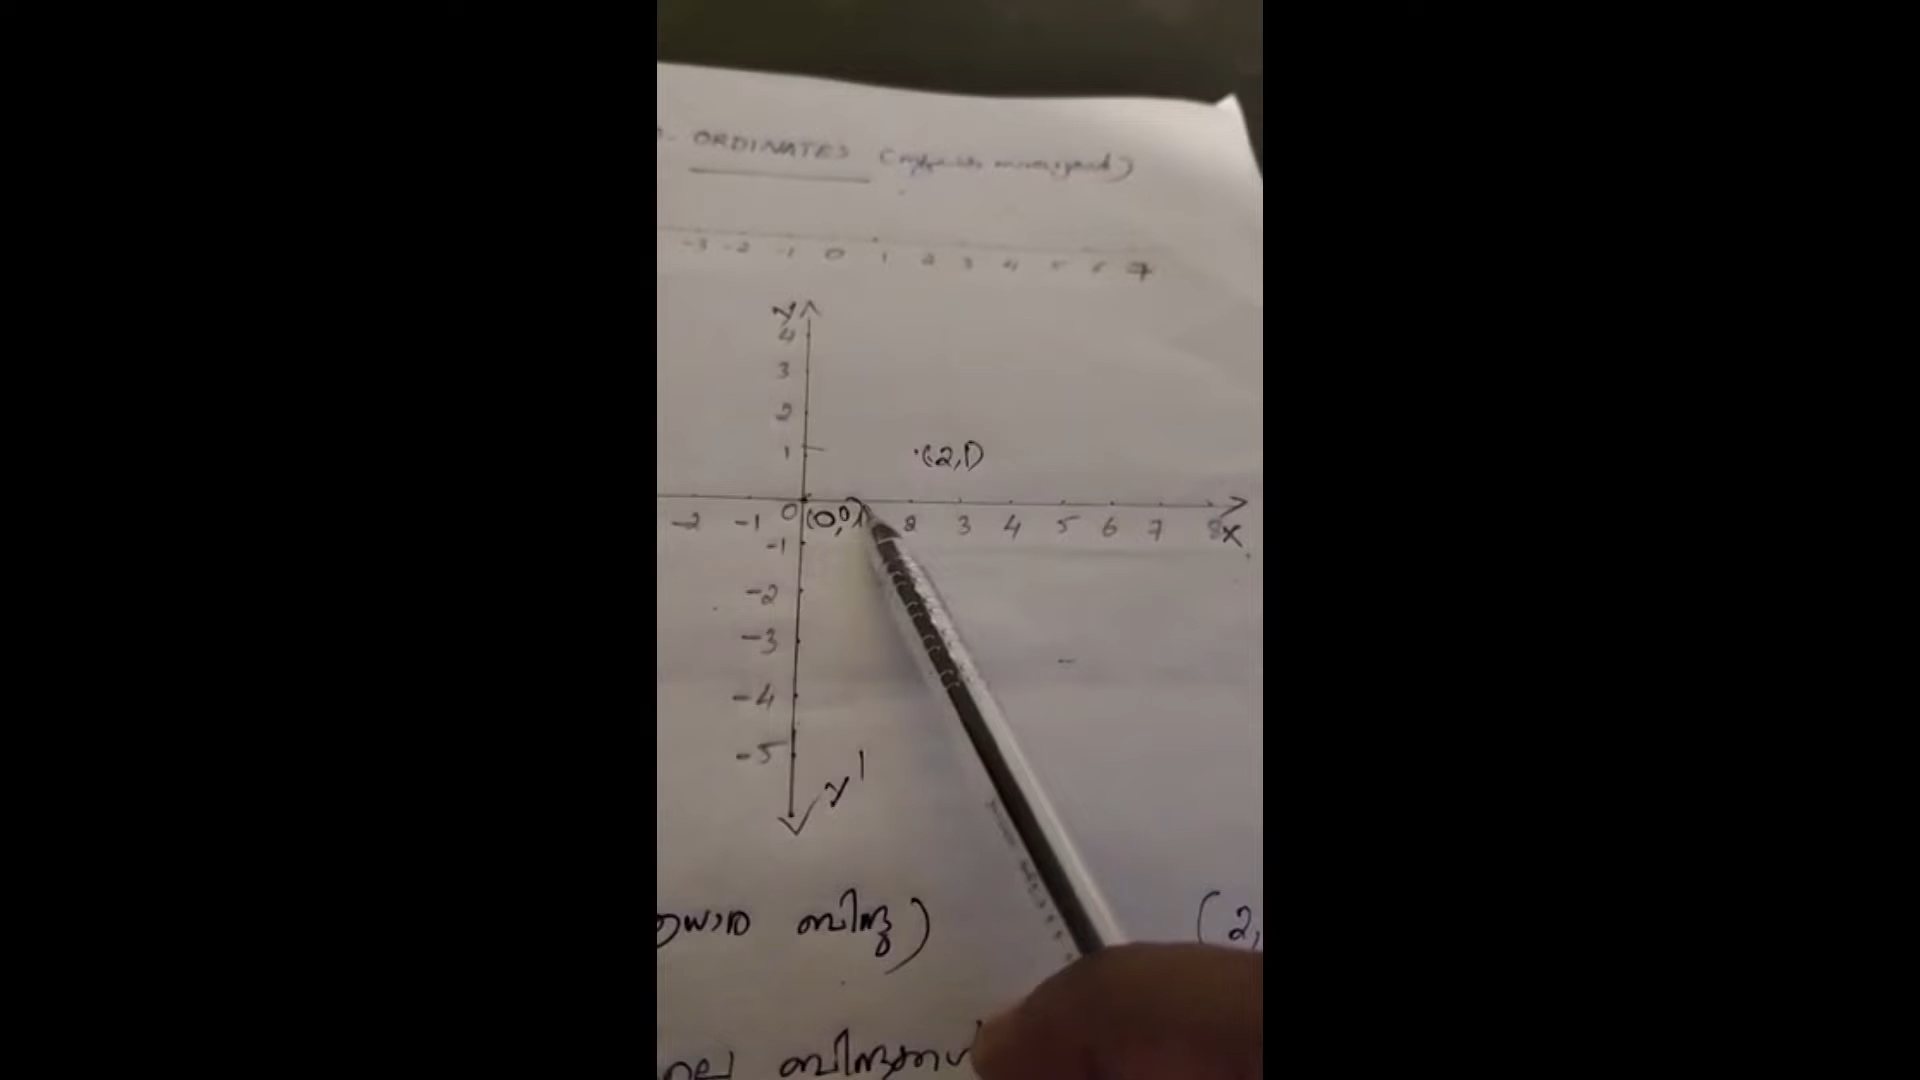 ORDINATES
-3 -2 -1 0 1 2 3 4 5 6 7
y
4
3
2
1 (2,1)
-2 -1 0 (0,0) 2 3 4 5 6 7 8 x
-1
-2
-3
-4
-5
y'
ബിന്ദു) (2,
ബിന്ദുക്കൾ